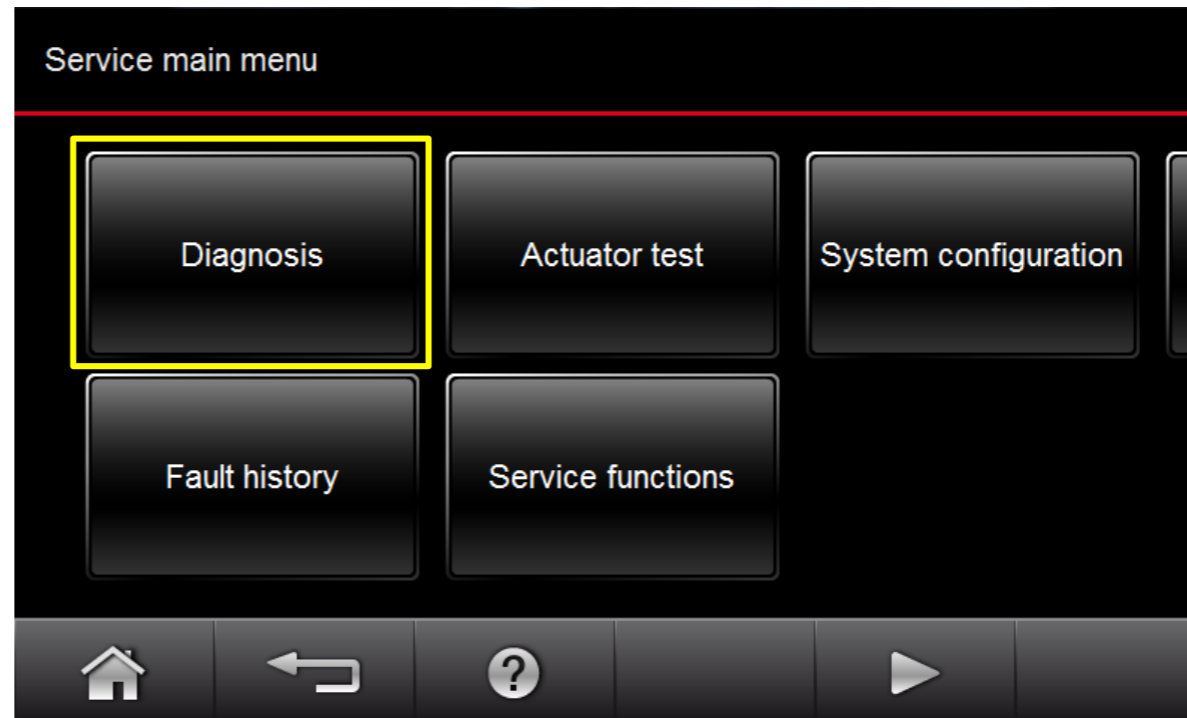 Service main menu
Diagnosis
Actuator test
System configuration
Fault history
Service functions
?